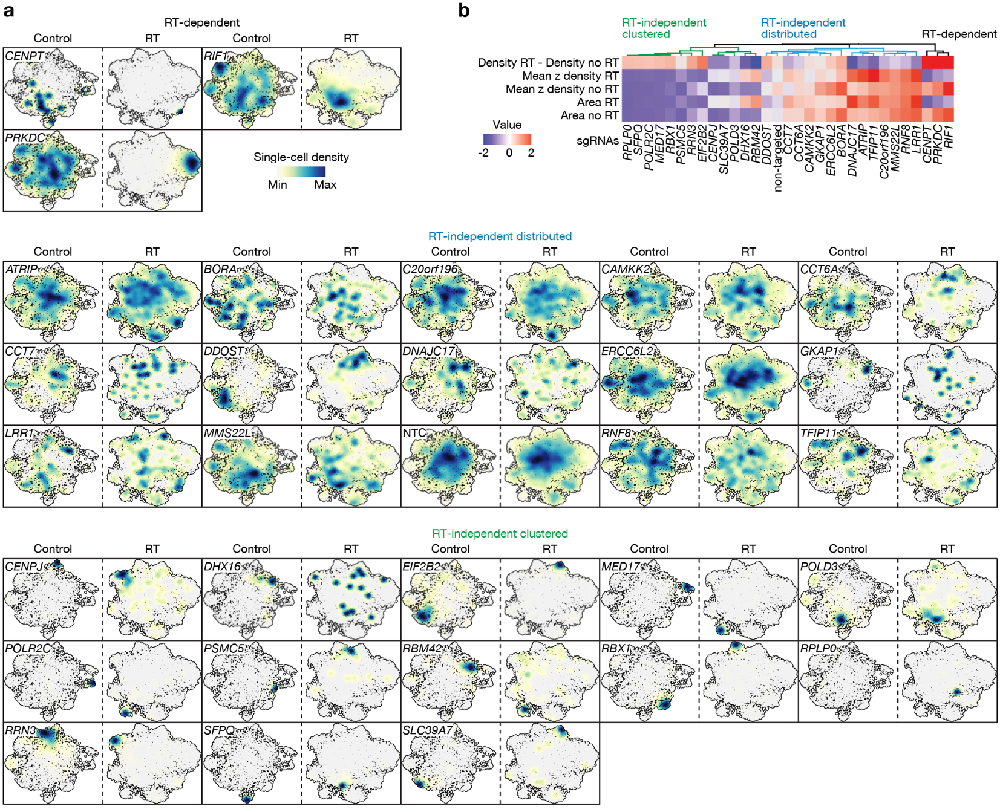 a
RT-dependent
Control RT Control RT
CENPT RIF1
PRKDC
Single-cell density
Min Max
b
RT-independent clustered
RT-independent distributed
RT-dependent
Density RT - Density no RT
Mean z density RT
Mean z density no RT
Area RT
Area no RT
Value
-2 0 2
sgRNAs
RPLP0
SFPQ
POLR2C
MED17
RBX1
PSMC5
RRN3
EIF2B2
CENPJ
SLC39A7
POLD3
DHX16
RBM42
DDOST
non-targeted
CCT7
CCT6A
CAMKK2
GKAP1
ERCC6L2
BORA
DNAJC17
ATRIP
TFIP11
C20orf196
MMS22L
RNF8
LRR1
CENPT
PRKDC
RIF1
RT-independent distributed
Control RT Control RT Control RT Control RT Control RT
ATRIP BORA C20orf196 CAMKK2 CCT6A
CCT7 DDOST DNAJC17 ERCC6L2 GKAP1
LRR1 MMS22L NTC RNF8 TFIP11
RT-independent clustered
Control RT Control RT Control RT Control RT Control RT
CENPJ DHX16 EIF2B2 MED17 POLD3
POLR2C PSMC5 RBM42 RBX1 RPLP0
RRN3 SFPQ SLC39A7